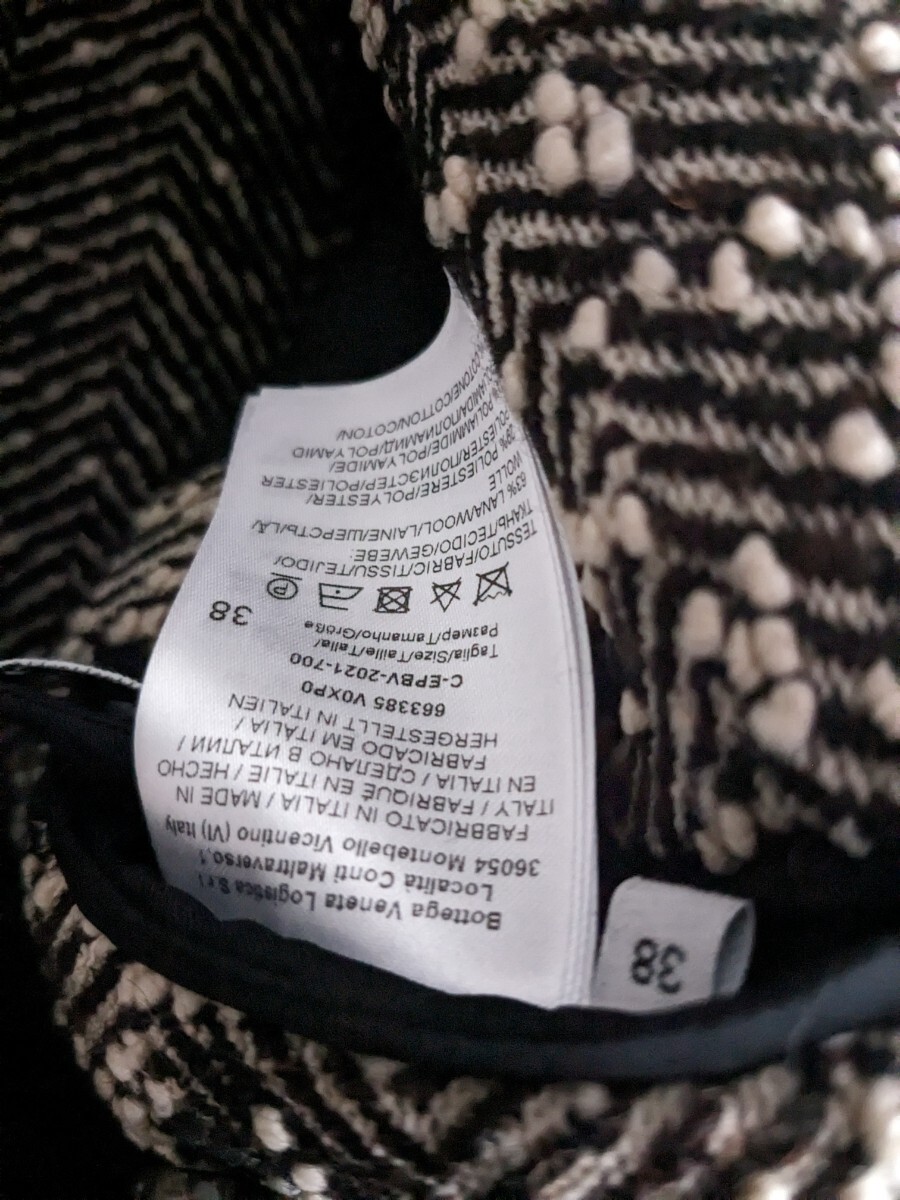 Bottega Veneta Logistica S.r.l
Località Conti Maltraverso,1
36054 Montebello Vicentino (VI) Italy
FABBRICATO IN ITALIA / MADE IN
ITALY / FABRIQUÉ EN ITALIE / HECHO
EN ITALIA / СДЕЛАНО В ИТАЛИИ /
FABRICADO EM ITALIA /
HERGESTELLT IN ITALIEN
663385 V0XP0
C-EPBV-2021-700
Taglia/Size/Taille/Talla/
Размер/Tamanho/Größe
38
P
TESSUTO/FABRIC/TISSU/TEJIDO/
ТКАНЬ/TECIDO/GEWEBE:
63% LANA/WOOL/LAINE/ШЕРСТЬ/LÃ/
WOLLE
POLIESTERE/POLYESTER/
POLIESTER/ПОЛИЭСТЕР/POLIESTER
POLIAMMIDE/POLYAMIDE/
ПОЛИАМИД/POLYAMID
COTONE/COTTON/COTON/
38